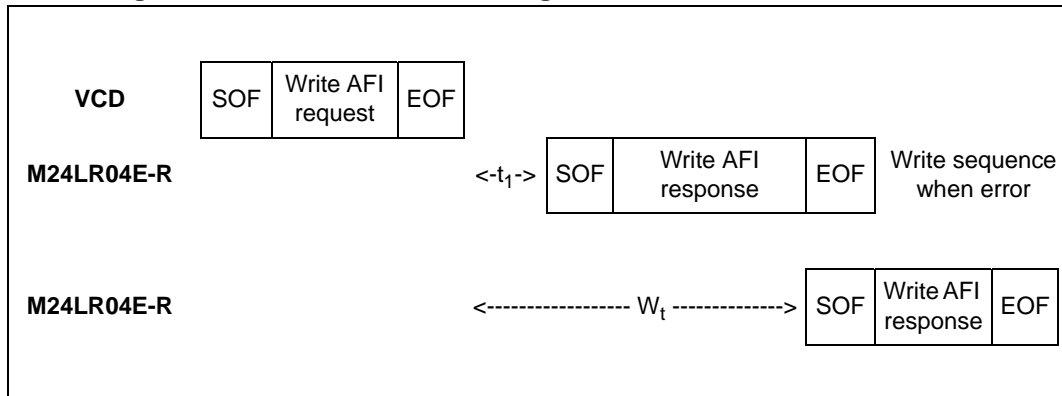 VCD SOF Write AFI request EOF
M24LR04E-R <-t1-> SOF Write AFI response EOF Write sequence when error
M24LR04E-R <------------------ Wt --------------> SOF Write AFI response EOF